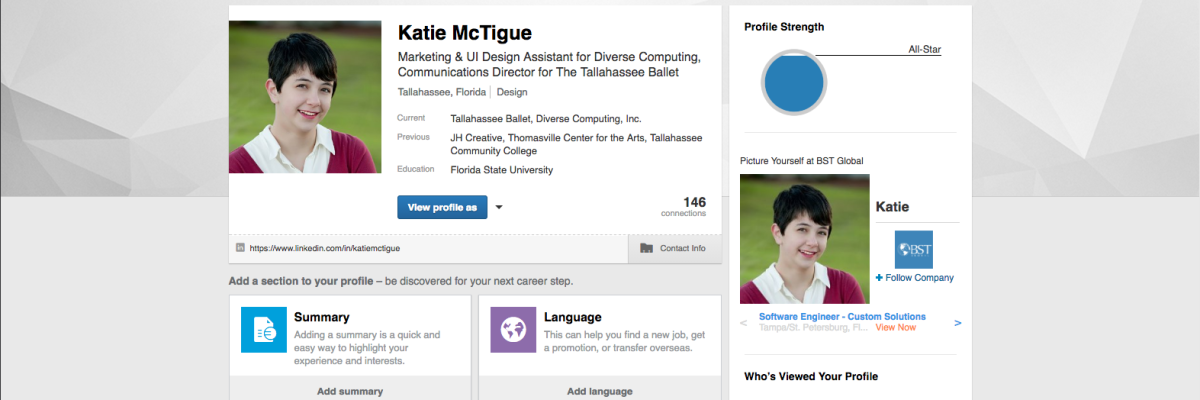 Katie McTigue
Marketing & UI Design Assistant for Diverse Computing,
Communications Director for The Tallahassee Ballet
Tallahassee, Florida | Design
Current Tallahassee Ballet, Diverse Computing, Inc.
Previous JH Creative, Thomasville Center for the Arts, Tallahassee
Community College
Education Florida State University
View profile as
146
connections
in https://www.linkedin.com/in/katiemctigue
Contact Info
Add a section to your profile – be discovered for your next career step.
Summary
Adding a summary is a quick and
easy way to highlight your
experience and interests.
Add summary
Language
This can help you find a new job, get
a promotion, or transfer overseas.
Add language
Profile Strength
All-Star
Picture Yourself at BST Global
Katie
BST
+ Follow Company
< Software Engineer - Custom Solutions >
Tampa/St. Petersburg, Fl... View Now
Who's Viewed Your Profile